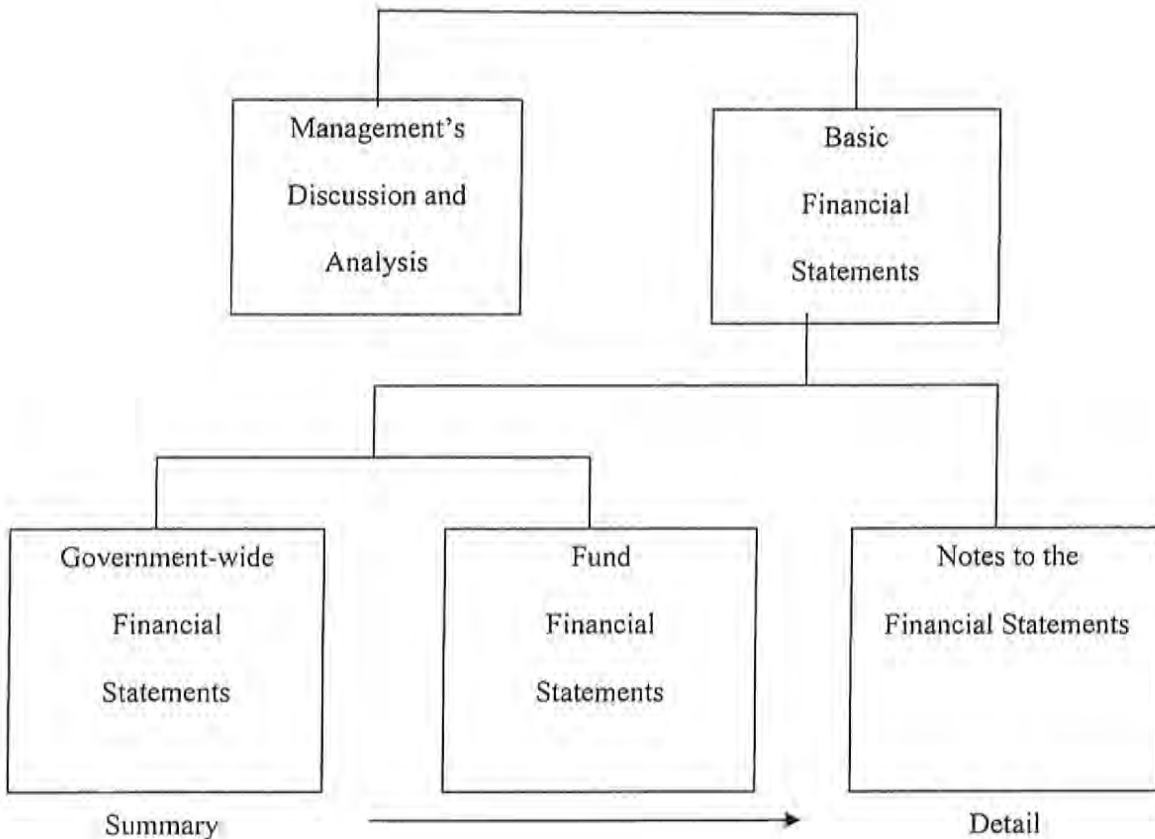 Management's
Discussion and
Analysis
Basic
Financial
Statements
Government-wide
Financial
Statements
Fund
Financial
Statements
Notes to the
Financial Statements
Summary
Detail